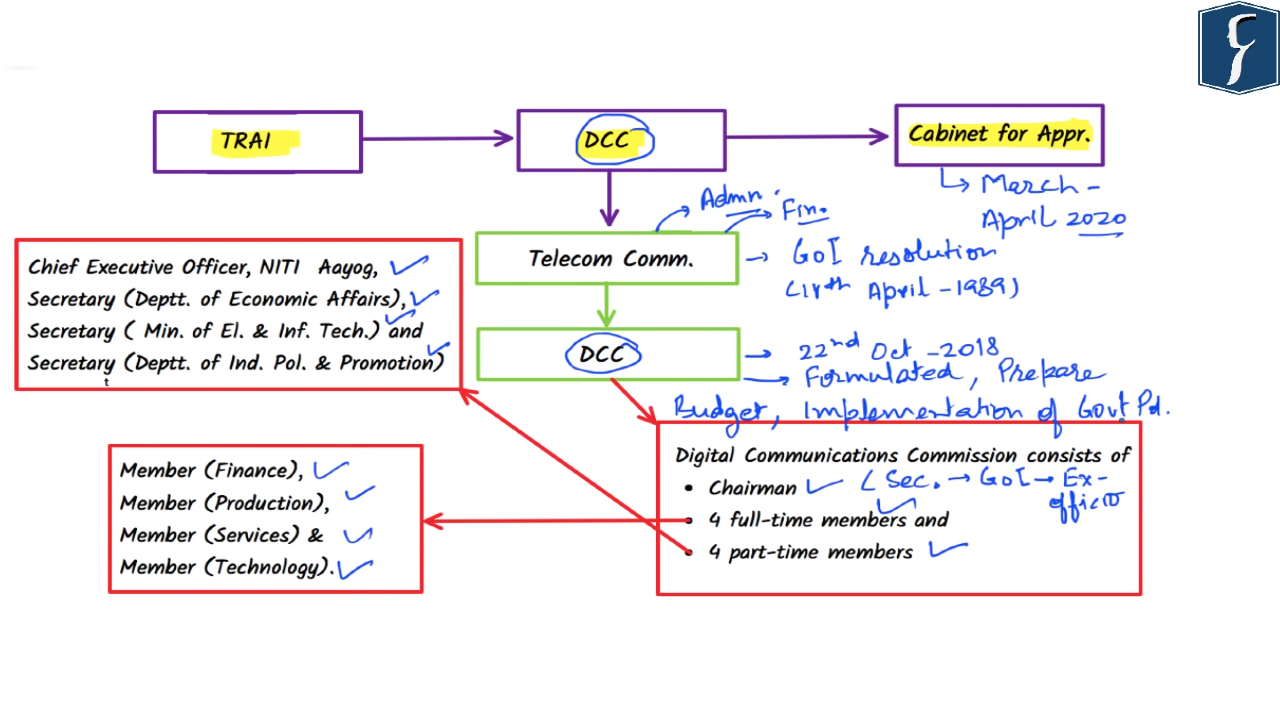 TRAI
DCC
Cabinet for Appr.
March -
April 2020
Admn.
Fin.
Telecom Comm.
GoI resolution
April - 1989)
DCC
22nd Oct - 2018
Formulated, Prepare
Budget, Implementation of Govt. Pol.
Chief Executive Officer, NITI Aayog,
Secretary (Deptt. of Economic Affairs),
Secretary ( Min. of El. & Inf. Tech.) and
Secretary (Deptt. of Ind. Pol. & Promotion)
Member (Finance),
Member (Production),
Member (Services) &
Member (Technology).
Digital Communications Commission consists of
• Chairman ( Sec. → GoI → Ex-
officio
• 4 full-time members and
• 4 part-time members